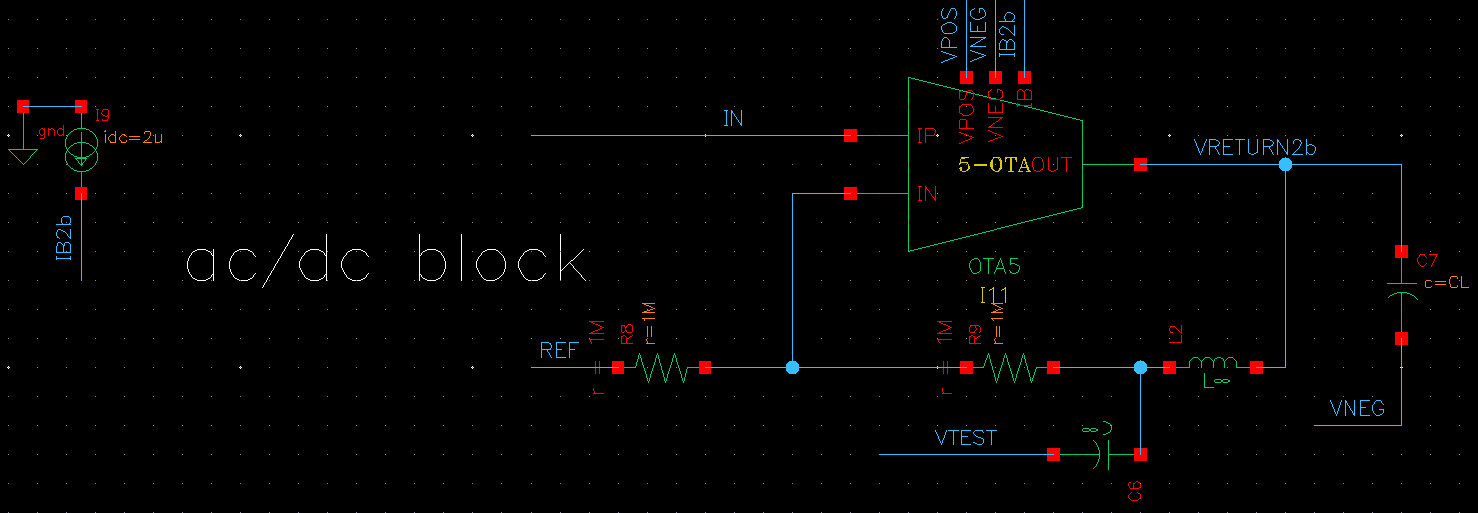 VPOS
VNEG
IB2b
VPOS
VNEG
IB
I9
gnd
idc=2u
IB2b
IN
IP
IN
5-OTA
OUT
VRETURN2b
ac/dc block
OTA5
I11
C7
c=CL
REF
r = 1M
R8
r=1M
r = 1M
R9
r=1M
L2
L∞
VNEG
VTEST
C∞
C6